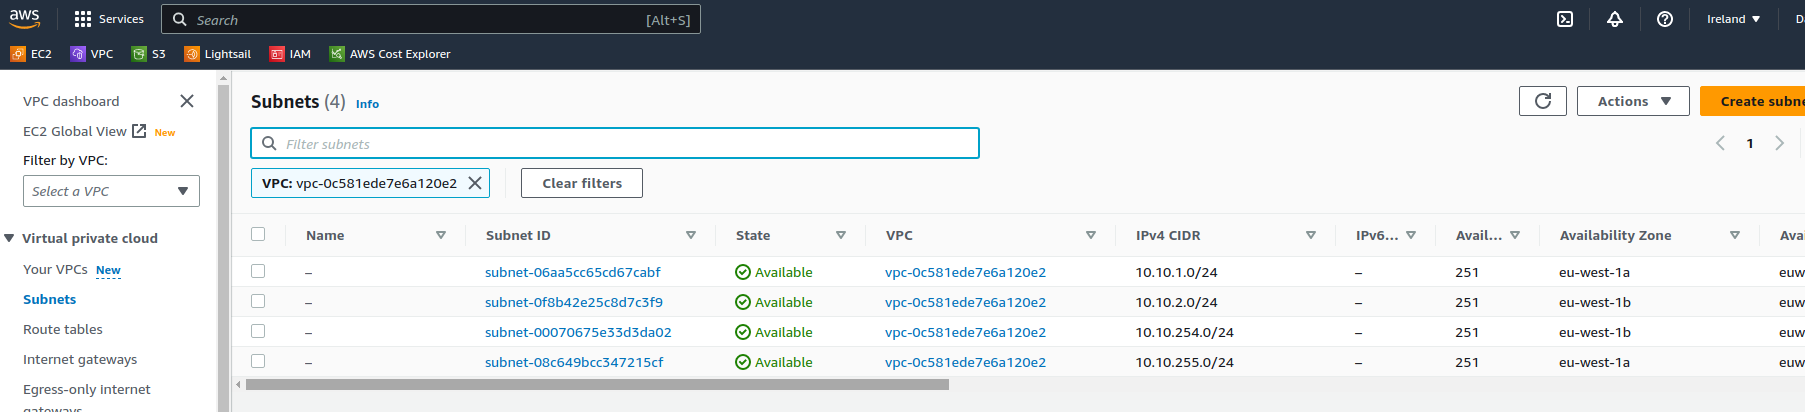 aws Services Search [Alt+S] Ireland
EC2 VPC S3 Lightsail IAM AWS Cost Explorer
VPC dashboard
EC2 Global View New
Filter by VPC:
Select a VPC
Virtual private cloud
Your VPCs New
Subnets
Route tables
Internet gateways
Egress-only internet
gateways
Subnets (4) Info
Actions
Create subne
Filter subnets
1
VPC: vpc-0c581ede7e6a120e2
Clear filters
Name Subnet ID State VPC IPv4 CIDR IPv6... Avail... Availability Zone Avai
– subnet-06aa5cc65cd67cabf Available vpc-0c581ede7e6a120e2 10.10.1.0/24 – 251 eu-west-1a euw
– subnet-0f8b42e25c8d7c3f9 Available vpc-0c581ede7e6a120e2 10.10.2.0/24 – 251 eu-west-1b euw
– subnet-00070675e33d3da02 Available vpc-0c581ede7e6a120e2 10.10.254.0/24 – 251 eu-west-1b euw
– subnet-08c649bcc347215cf Available vpc-0c581ede7e6a120e2 10.10.255.0/24 – 251 eu-west-1a euw